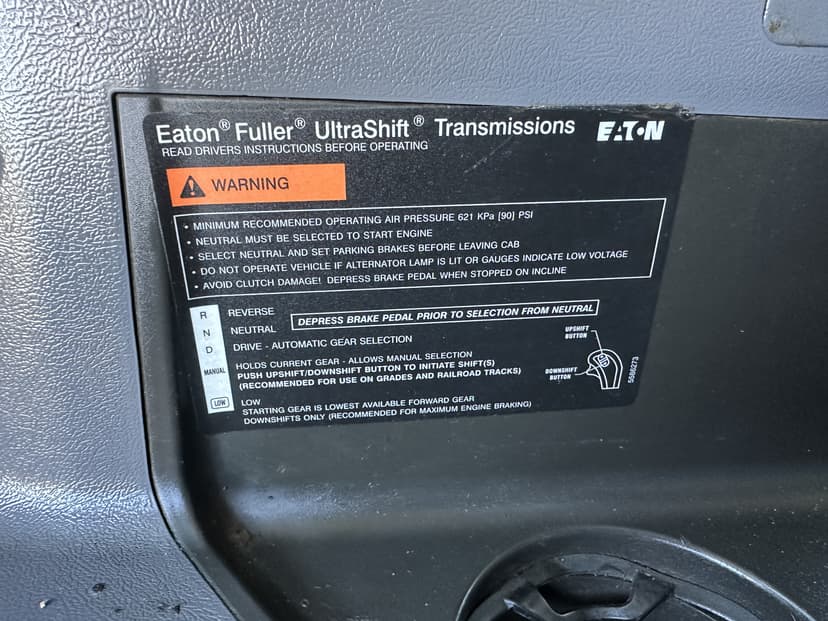 Eaton® Fuller® UltraShift® Transmissions
EATON
READ DRIVERS INSTRUCTIONS BEFORE OPERATING
WARNING
• MINIMUM RECOMMENDED OPERATING AIR PRESSURE 621 KPa [90] PSI
• NEUTRAL MUST BE SELECTED TO START ENGINE
• SELECT NEUTRAL AND SET PARKING BRAKES BEFORE LEAVING CAB
• DO NOT OPERATE VEHICLE IF ALTERNATOR LAMP IS LIT OR GAUGES INDICATE LOW VOLTAGE
• AVOID CLUTCH DAMAGE! DEPRESS BRAKE PEDAL WHEN STOPPED ON INCLINE
R REVERSE
DEPRESS BRAKE PEDAL PRIOR TO SELECTION FROM NEUTRAL
N NEUTRAL
D DRIVE - AUTOMATIC GEAR SELECTION
MANUAL HOLDS CURRENT GEAR - ALLOWS MANUAL SELECTION
PUSH UPSHIFT/DOWNSHIFT BUTTON TO INITIATE SHIFT(S)
(RECOMMENDED FOR USE ON GRADES AND RAILROAD TRACKS)
LOW LOW
STARTING GEAR IS LOWEST AVAILABLE FORWARD GEAR
DOWNSHIFTS ONLY (RECOMMENDED FOR MAXIMUM ENGINE BRAKING)
UPSHIFT
BUTTON
DOWNSHIFT
BUTTON
5586273